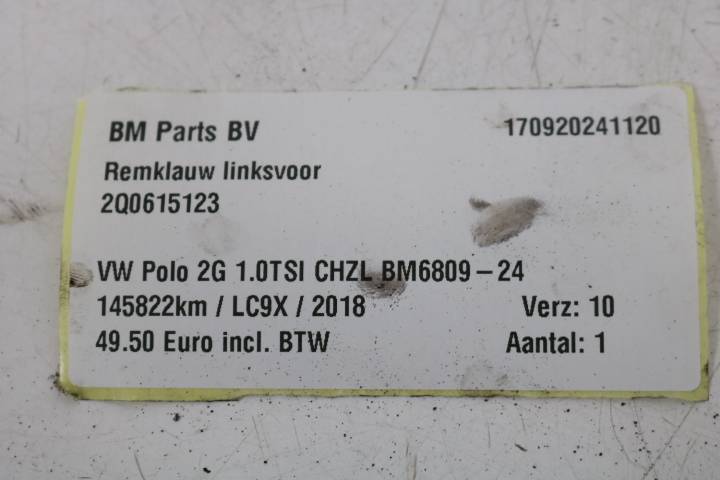 BM Parts BV 170920241120
Remklauw linksvoor
2Q0615123
VW Polo 2G 1.0TSI CHZL BM6809-24
145822km / LC9X / 2018 Verz: 10
49.50 Euro incl. BTW Aantal: 1